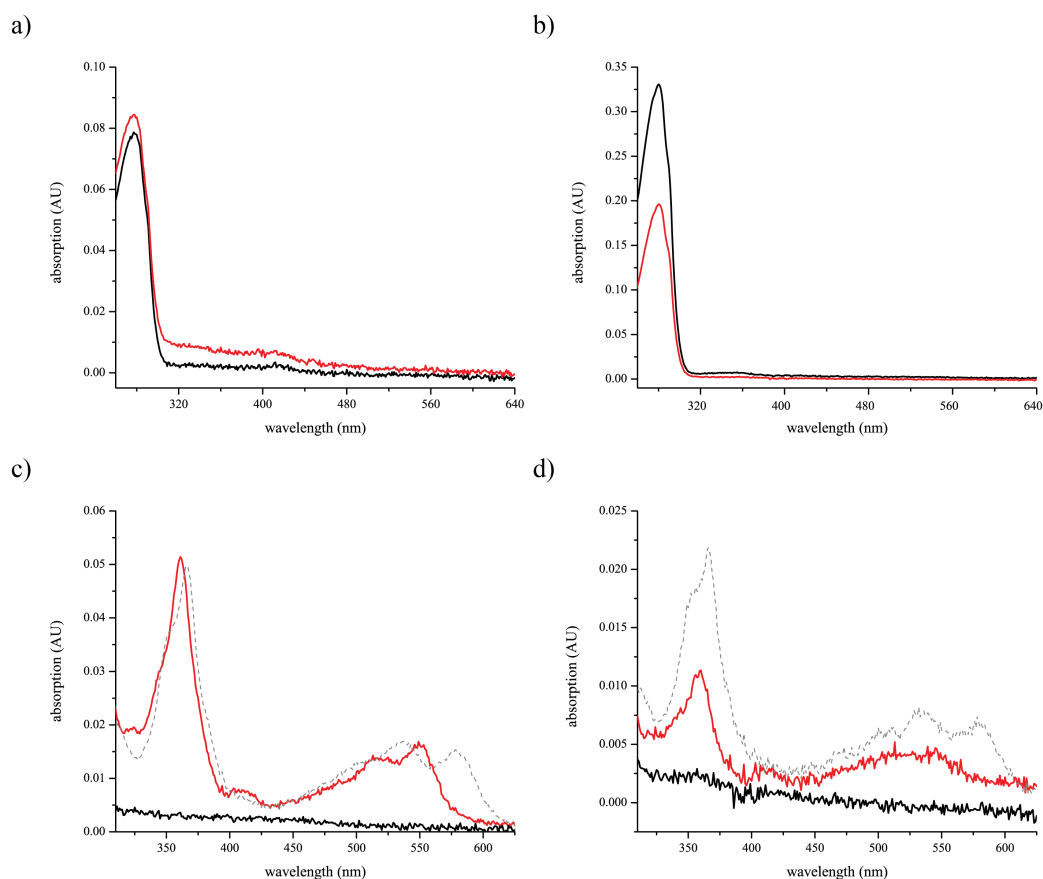 a)
0.10
0.08
0.06
0.04
0.02
0.00
absorption (AU)
320 400 480 560 640
wavelength (nm)
b)
0.35
0.30
0.25
0.20
0.15
0.10
0.05
0.00
absorption (AU)
320 400 480 560 640
wavelength (nm)
c)
0.06
0.05
0.04
0.03
0.02
0.01
0.00
absorption (AU)
350 400 450 500 550 600
wavelength (nm)
d)
0.025
0.020
0.015
0.010
0.005
0.000
absorption (AU)
350 400 450 500 550 600
wavelength (nm)